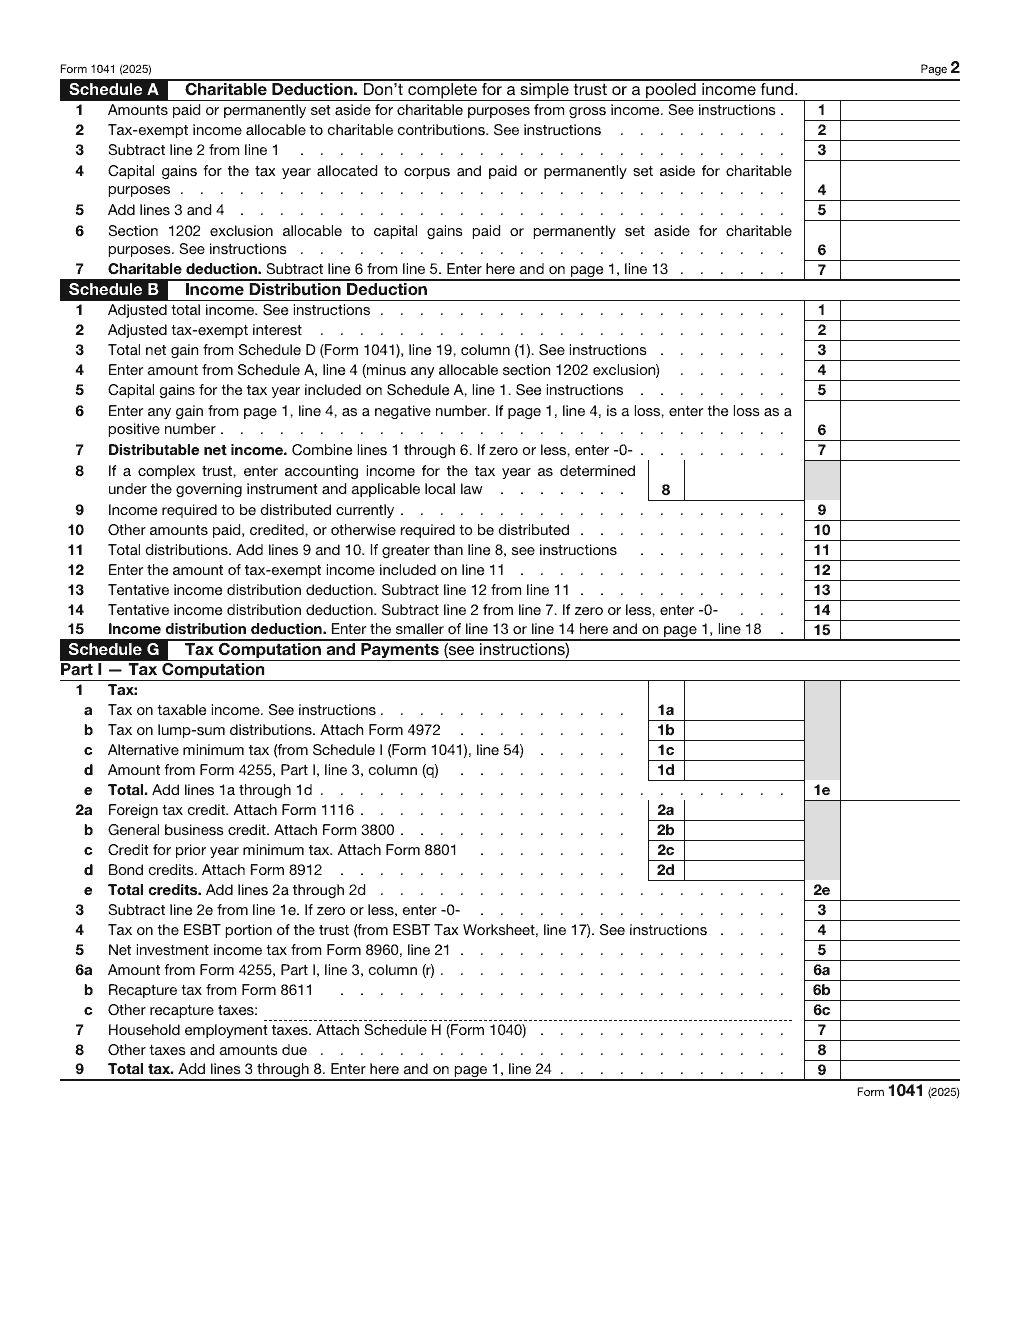 Form 1041 (2025) Page 2
Schedule A Charitable Deduction. Don't complete for a simple trust or a pooled income fund.
1 Amounts paid or permanently set aside for charitable purposes from gross income. See instructions . 1
2 Tax-exempt income allocable to charitable contributions. See instructions . . . . . . . . . 2
3 Subtract line 2 from line 1 . . . . . . . . . . . . . . . . . . . . . . . . . 3
4 Capital gains for the tax year allocated to corpus and paid or permanently set aside for charitable
purposes . . . . . . . . . . . . . . . . . . . . . . . . . . . . . . . 4
5 Add lines 3 and 4 . . . . . . . . . . . . . . . . . . . . . . . . . . . . 5
6 Section 1202 exclusion allocable to capital gains paid or permanently set aside for charitable
purposes. See instructions . . . . . . . . . . . . . . . . . . . . . . . . . 6
7 Charitable deduction. Subtract line 6 from line 5. Enter here and on page 1, line 13 . . . . . . 7
Schedule B Income Distribution Deduction
1 Adjusted total income. See instructions . . . . . . . . . . . . . . . . . . . . . 1
2 Adjusted tax-exempt interest . . . . . . . . . . . . . . . . . . . . . . . . 2
3 Total net gain from Schedule D (Form 1041), line 19, column (1). See instructions . . . . . . . 3
4 Enter amount from Schedule A, line 4 (minus any allocable section 1202 exclusion) . . . . . . 4
5 Capital gains for the tax year included on Schedule A, line 1. See instructions . . . . . . . . 5
6 Enter any gain from page 1, line 4, as a negative number. If page 1, line 4, is a loss, enter the loss as a
positive number . . . . . . . . . . . . . . . . . . . . . . . . . . . . . 6
7 Distributable net income. Combine lines 1 through 6. If zero or less, enter -0- . . . . . . . . 7
8 If a complex trust, enter accounting income for the tax year as determined
under the governing instrument and applicable local law . . . . . . . 8
9 Income required to be distributed currently . . . . . . . . . . . . . . . . . . . . 9
10 Other amounts paid, credited, or otherwise required to be distributed . . . . . . . . . . . 10
11 Total distributions. Add lines 9 and 10. If greater than line 8, see instructions . . . . . . . . 11
12 Enter the amount of tax-exempt income included on line 11 . . . . . . . . . . . . . . 12
13 Tentative income distribution deduction. Subtract line 12 from line 11 . . . . . . . . . . . 13
14 Tentative income distribution deduction. Subtract line 2 from line 7. If zero or less, enter -0- . . . 14
15 Income distribution deduction. Enter the smaller of line 13 or line 14 here and on page 1, line 18 . 15
Schedule G Tax Computation and Payments (see instructions)
Part I — Tax Computation
1 Tax:
a Tax on taxable income. See instructions . . . . . . . . . . . . . 1a
b Tax on lump-sum distributions. Attach Form 4972 . . . . . . . . . 1b
c Alternative minimum tax (from Schedule I (Form 1041), line 54) . . . . . 1c
d Amount from Form 4255, Part I, line 3, column (q) . . . . . . . . . 1d
e Total. Add lines 1a through 1d . . . . . . . . . . . . . . . . . . . . . . . . 1e
2a Foreign tax credit. Attach Form 1116 . . . . . . . . . . . . . . 2a
b General business credit. Attach Form 3800 . . . . . . . . . . . . 2b
c Credit for prior year minimum tax. Attach Form 8801 . . . . . . . . 2c
d Bond credits. Attach Form 8912 . . . . . . . . . . . . . . . 2d
e Total credits. Add lines 2a through 2d . . . . . . . . . . . . . . . . . . . . . 2e
3 Subtract line 2e from line 1e. If zero or less, enter -0- . . . . . . . . . . . . . . . . 3
4 Tax on the ESBT portion of the trust (from ESBT Tax Worksheet, line 17). See instructions . . . . 4
5 Net investment income tax from Form 8960, line 21 . . . . . . . . . . . . . . . . . 5
6a Amount from Form 4255, Part I, line 3, column (r) . . . . . . . . . . . . . . . . . . 6a
b Recapture tax from Form 8611 . . . . . . . . . . . . . . . . . . . . . . . 6b
c Other recapture taxes: 6c
7 Household employment taxes. Attach Schedule H (Form 1040) . . . . . . . . . . . . . 7
8 Other taxes and amounts due . . . . . . . . . . . . . . . . . . . . . . . . 8
9 Total tax. Add lines 3 through 8. Enter here and on page 1, line 24 . . . . . . . . . . . . 9
Form 1041 (2025)